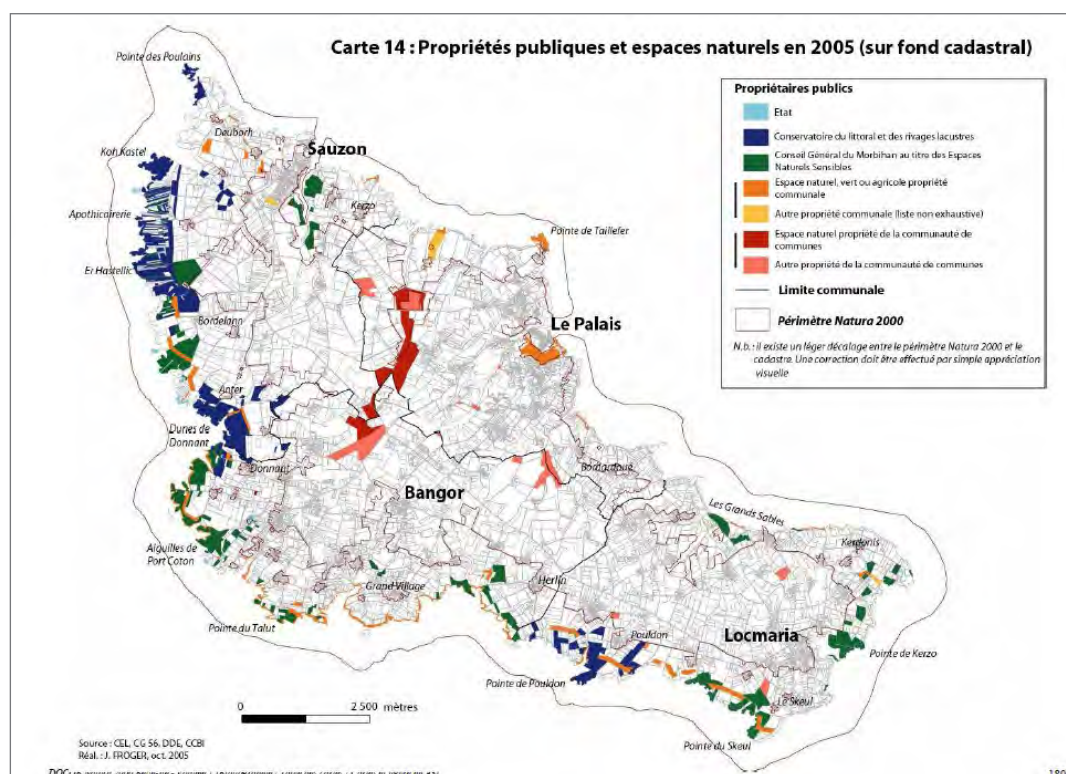 Carte 14 : Propriétés publiques et espaces naturels en 2005 (sur fond cadastral)
Propriétaires publics
Etat
Conservatoire du littoral et des rivages lacustres
Conseil Général du Morbihan au titre des Espaces
Naturels Sensibles
Espace naturel, vert ou agricole propriété
communale
Autre propriété communale (liste non exhaustive)
Espace naturel propriété de la communauté de
communes
Autre propriété de la communauté de communes
Limite communale
Périmètre Natura 2000
N.b. : il existe un léger décalage entre le périmètre Natura 2000 et le
cadastre. Une correction doit être effectué par simple appréciation
visuelle
Pointe des Poulains
Deuborh
Sauzon
Koh Kastel
Kerzo
Apothicairerie
Pointe de Taillefer
Er Hastellic
Bordelann
Le Palais
Anter
Dunes de
Donnant
Donnant
Bangor
Les Grands Sables
Aiguilles de
Port Coton
Kerdonis
Grand Village
Herlin
Pointe du Talut
Pouldon
Locmaria
Pointe de Kerzo
Pointe de Pouldon
Le Skeul
Pointe du Skeul
0 2 500 mètres
Source : CEL, CG 56, DDE, CCBI
Réal. : J. FROGER, oct. 2005